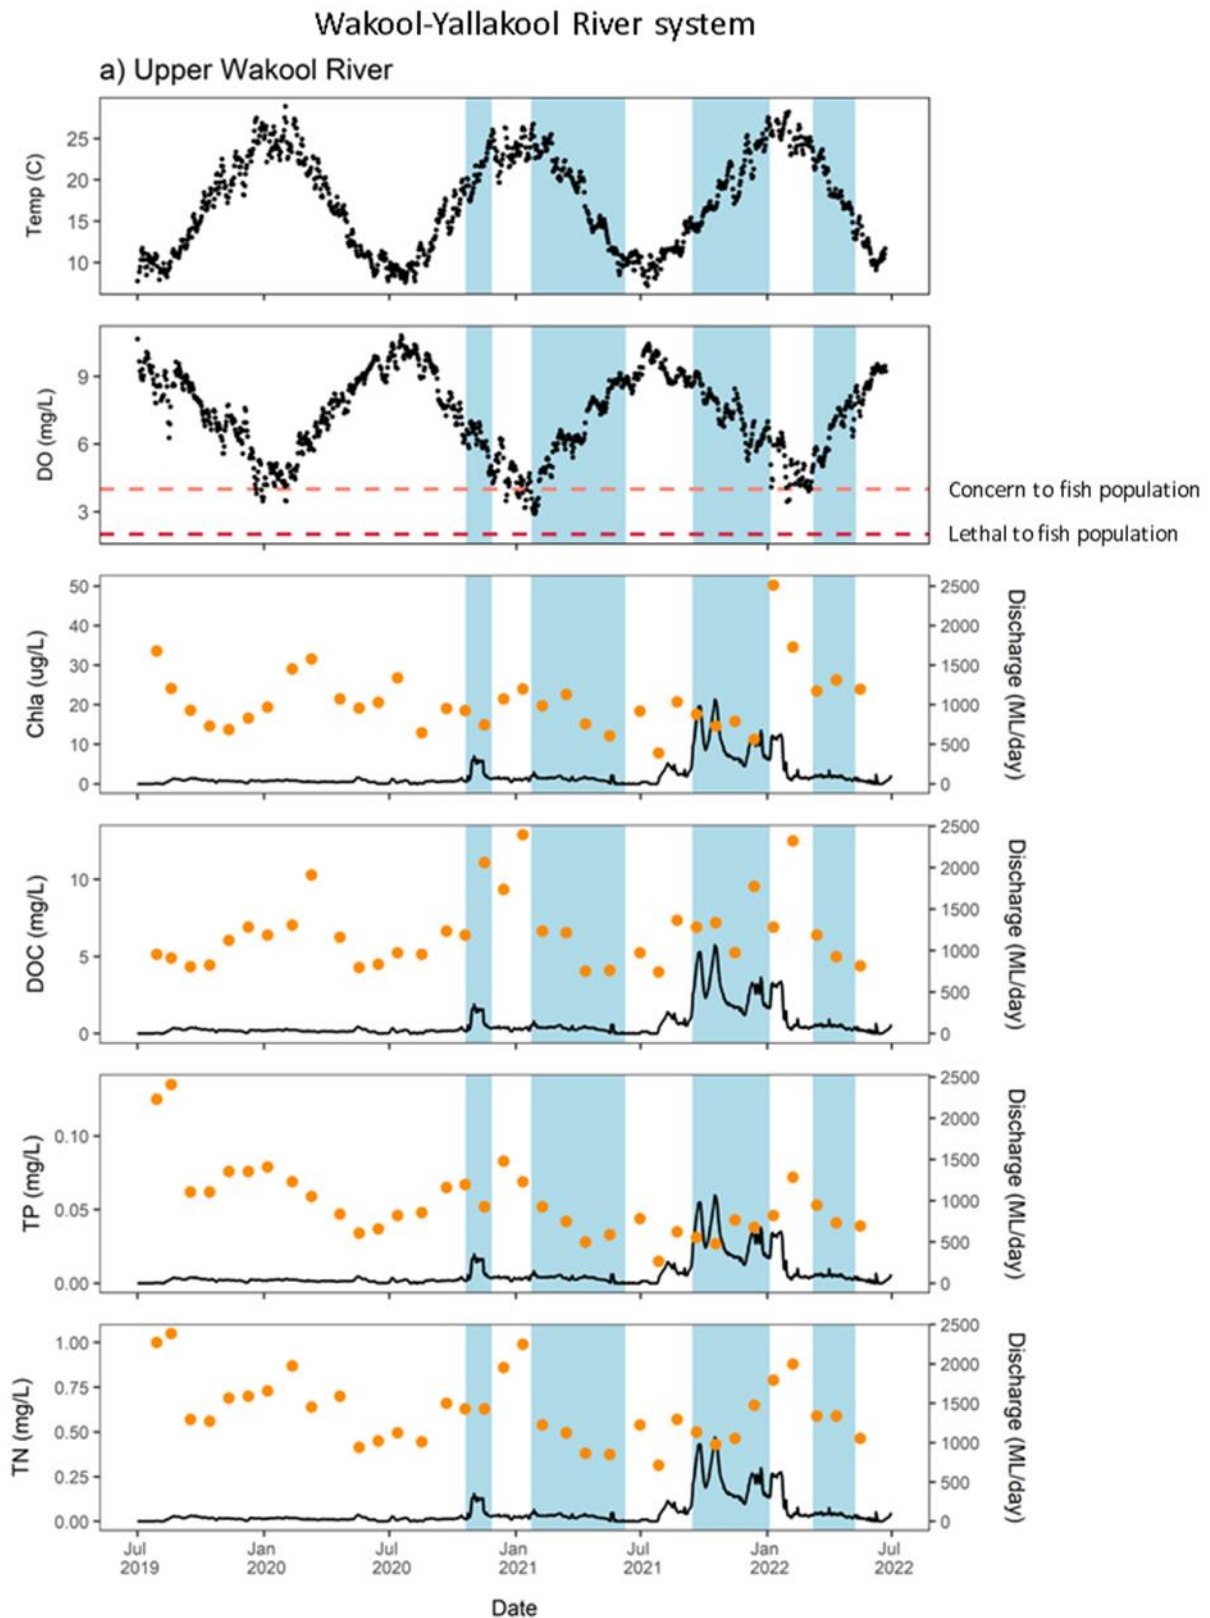 Wakool-Yallakool River system
a) Upper Wakool River
Temp (C)
25
20
15
10
DO (mg/L)
9
6
3
Concern to fish population
Lethal to fish population
Chla (ug/L)
50
40
30
20
10
0
2500
2000
1500
1000
500
0
Discharge (ML/day)
DOC (mg/L)
10
5
0
2500
2000
1500
1000
500
0
Discharge (ML/day)
TP (mg/L)
0.10
0.05
0.00
2500
2000
1500
1000
500
0
Discharge (ML/day)
TN (mg/L)
1.00
0.75
0.50
0.25
0.00
2500
2000
1500
1000
500
0
Discharge (ML/day)
Jul 2019
Jan 2020
Jul 2020
Jan 2021
Jul 2021
Jan 2022
Jul 2022
Date